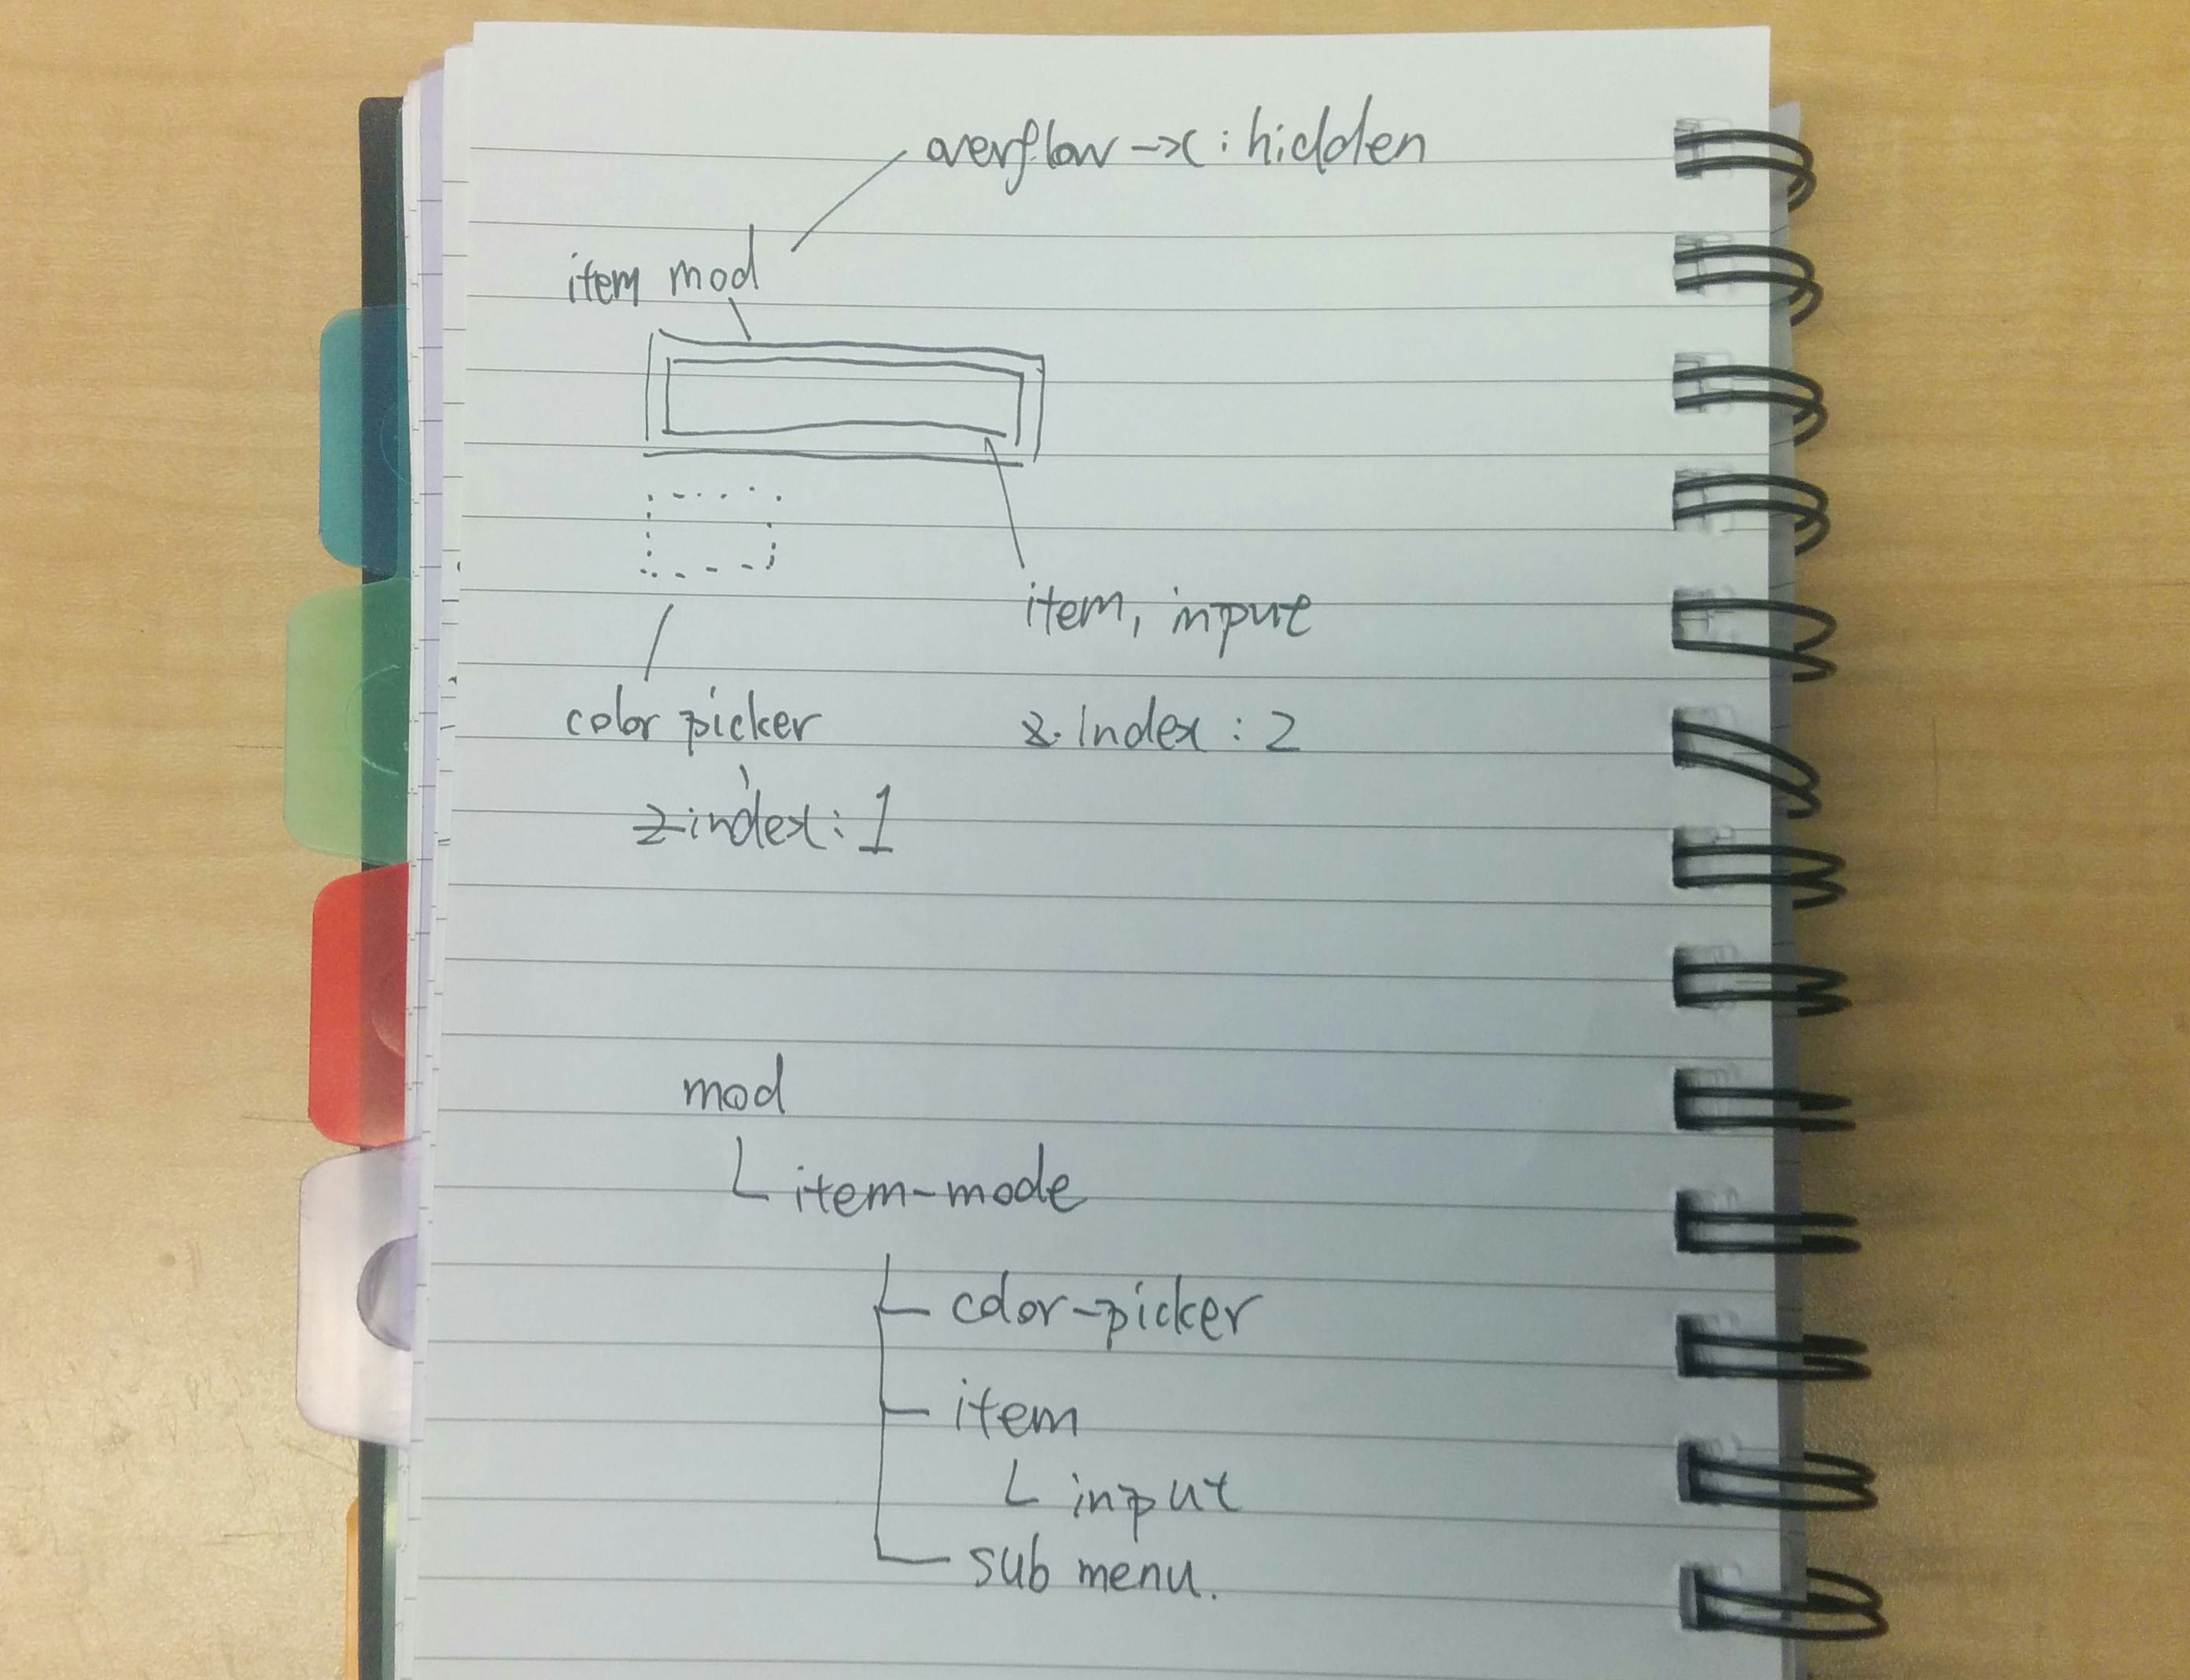 overflow-x : hidden
item mod
item, input
color picker
z-index : 2
z-index : 1
mod
item-mode
color-picker
item
input
sub menu.